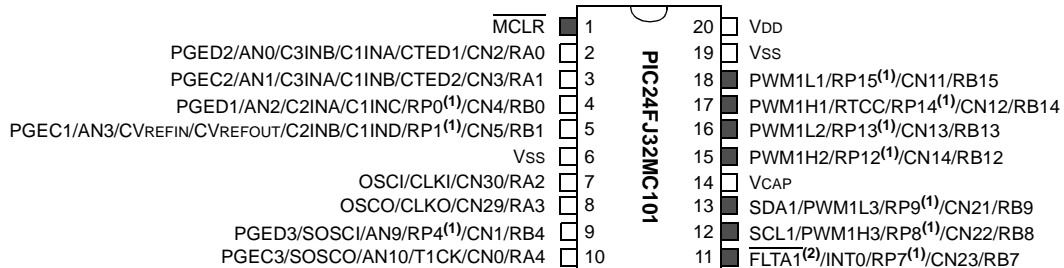 MCLR 1 20 VDD
PGED2/AN0/C3INB/C1INA/CTED1/CN2/RA0 2 19 VSS
PGEC2/AN1/C3INA/C1INB/CTED2/CN3/RA1 3 18 PWM1L1/RP15(1)/CN11/RB15
PGED1/AN2/C2INA/C1INC/RP0(1)/CN4/RB0 4 17 PWM1H1/RTCC/RP14(1)/CN12/RB14
PGEC1/AN3/CVREFIN/CVREFOUT/C2INB/C1IND/RP1(1)/CN5/RB1 5 16 PWM1L2/RP13(1)/CN13/RB13
VSS 6 15 PWM1H2/RP12(1)/CN14/RB12
OSCI/CLKI/CN30/RA2 7 14 VCAP
OSCO/CLKO/CN29/RA3 8 13 SDA1/PWM1L3/RP9(1)/CN21/RB9
PGED3/SOSCI/AN9/RP4(1)/CN1/RB4 9 12 SCL1/PWM1H3/RP8(1)/CN22/RB8
PGEC3/SOSCO/AN10/T1CK/CN0/RA4 10 11 FLTA1(2)/INT0/RP7(1)/CN23/RB7
PIC24FJ32MC101